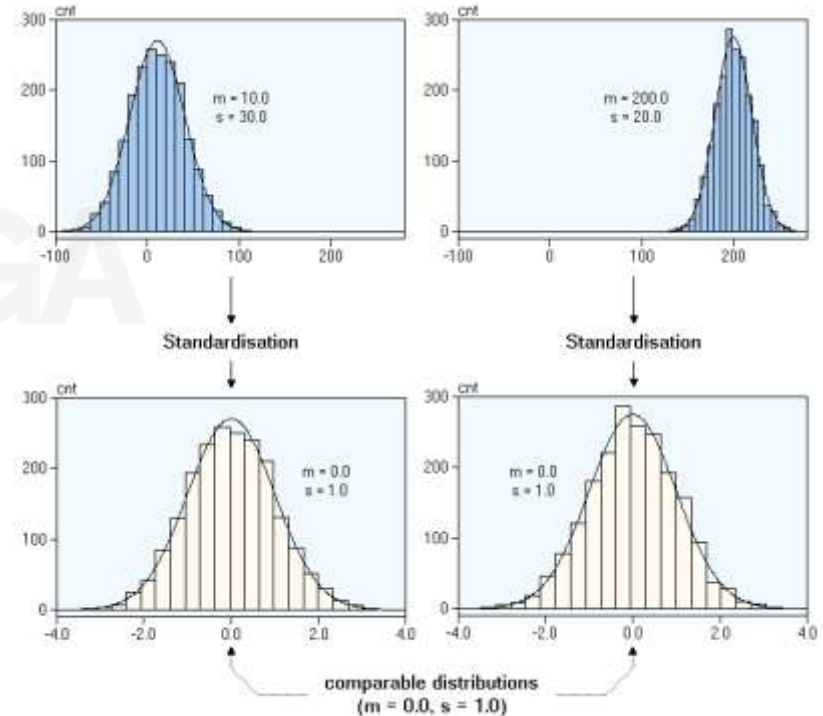 cnt
300
200
100
0
-100
0
100
200
m = 10.0
s = 30.0
cnt
300
200
100
0
-100
0
100
200
m = 200.0
s = 20.0
Standardisation
Standardisation
cnt
300
200
100
0
-4.0
-2.0
0.0
2.0
4.0
m = 0.0
s = 1.0
cnt
300
200
100
0
-4.0
-2.0
0.0
2.0
4.0
m = 0.0
s = 1.0
comparable distributions
(m = 0.0, s = 1.0)